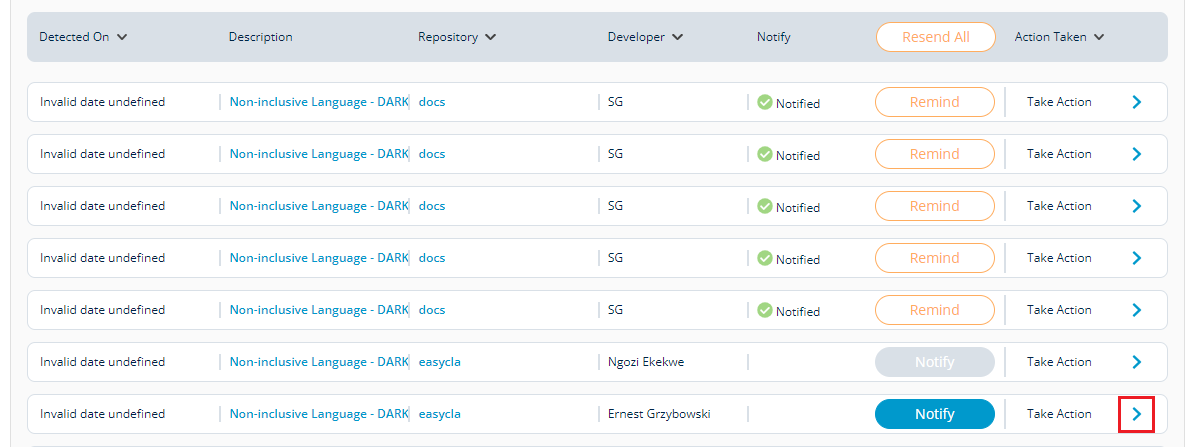 Detected On Description Repository Developer Notify Resend All Action Taken
Invalid date undefined Non-inclusive Language - DARK docs SG Notified Remind Take Action
Invalid date undefined Non-inclusive Language - DARK docs SG Notified Remind Take Action
Invalid date undefined Non-inclusive Language - DARK docs SG Notified Remind Take Action
Invalid date undefined Non-inclusive Language - DARK docs SG Notified Remind Take Action
Invalid date undefined Non-inclusive Language - DARK docs SG Notified Remind Take Action
Invalid date undefined Non-inclusive Language - DARK easycla Ngozi Ekekwe Notify Take Action
Invalid date undefined Non-inclusive Language - DARK easycla Ernest Grzybowski Notify Take Action